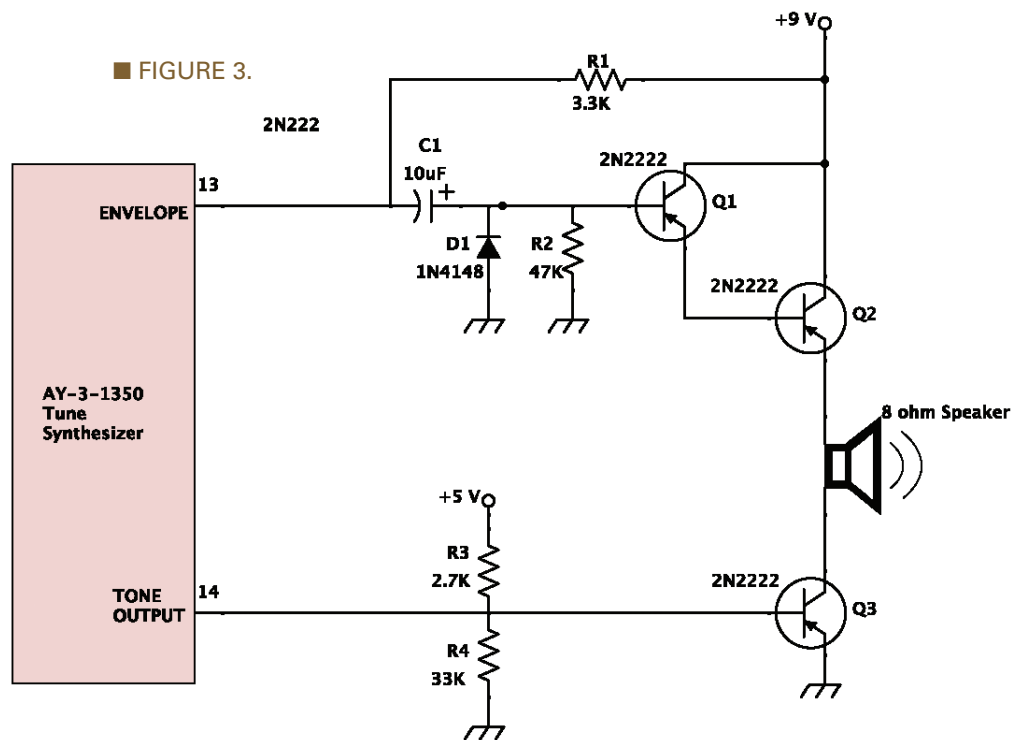 +9 V
■ FIGURE 3.
R1
3.3K
2N222
C1
10uF
+
2N2222
Q1
13
ENVELOPE
D1
1N4148
R2
47K
2N2222
Q2
AY-3-1350
Tune
Synthesizer
8 ohm Speaker
+5 V
R3
2.7K
2N2222
Q3
14
TONE
OUTPUT
R4
33K